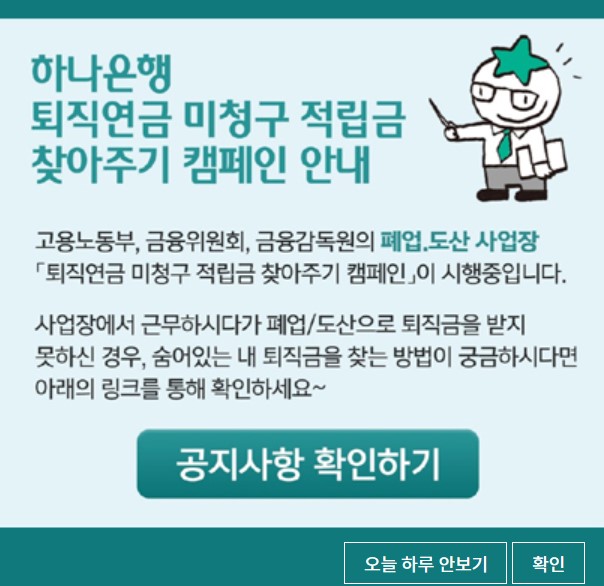 하나은행
퇴직연금 미청구 적립금
찾아주기 캠페인 안내
고용노동부, 금융위원회, 금융감독원의 폐업.도산 사업장
「퇴직연금 미청구 적립금 찾아주기 캠페인」이 시행중입니다.
사업장에서 근무하시다가 폐업/도산으로 퇴직금을 받지
못하신 경우, 숨어있는 내 퇴직금을 찾는 방법이 궁금하시다면
아래의 링크를 통해 확인하세요~
공지사항 확인하기
오늘 하루 안보기
확인